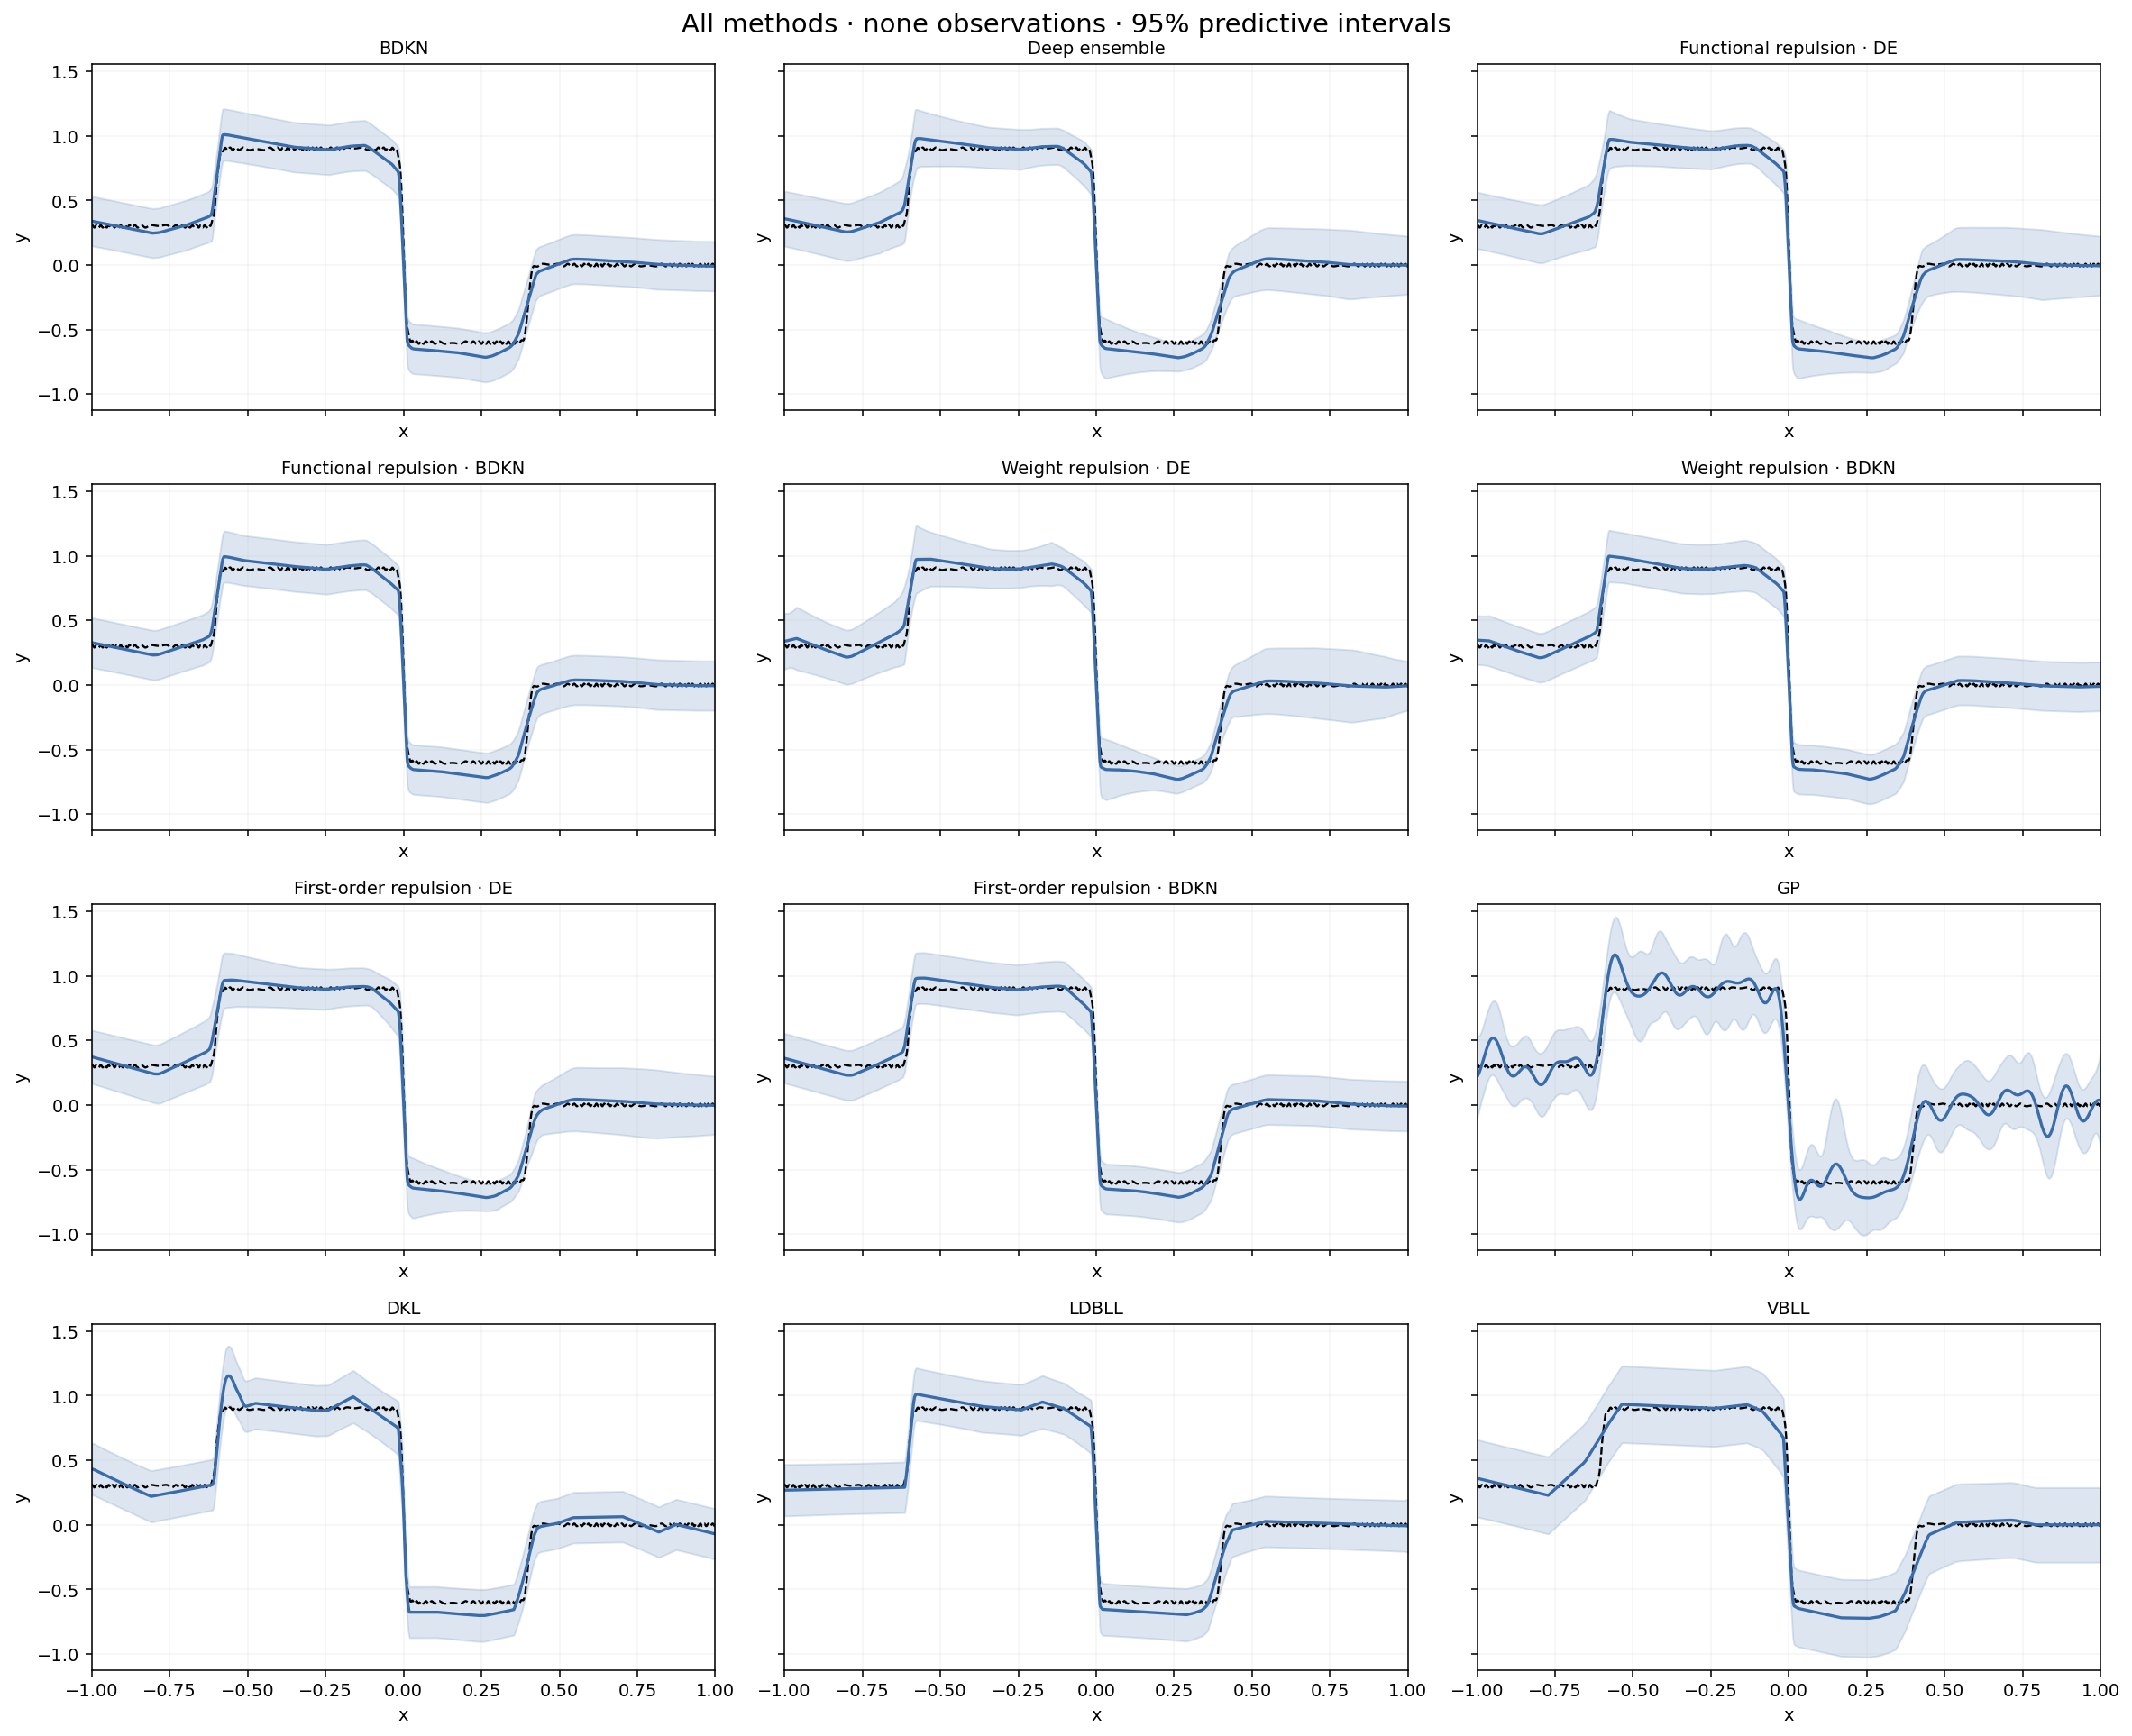 All methods · none observations · 95% predictive intervals
BDKN
Deep ensemble
Functional repulsion · DE
1.5
1.0
0.5
0.0
−0.5
−1.0
y
y
y
x
x
x
Functional repulsion · BDKN
Weight repulsion · DE
Weight repulsion · BDKN
1.5
1.0
0.5
0.0
−0.5
−1.0
y
y
y
x
x
x
First-order repulsion · DE
First-order repulsion · BDKN
GP
1.5
1.0
0.5
0.0
−0.5
−1.0
y
y
y
x
x
x
DKL
LDBLL
VBLL
1.5
1.0
0.5
0.0
−0.5
−1.0
y
y
y
−1.00 −0.75 −0.50 −0.25 0.00 0.25 0.50 0.75 1.00
−1.00 −0.75 −0.50 −0.25 0.00 0.25 0.50 0.75 1.00
−1.00 −0.75 −0.50 −0.25 0.00 0.25 0.50 0.75 1.00
x
x
x